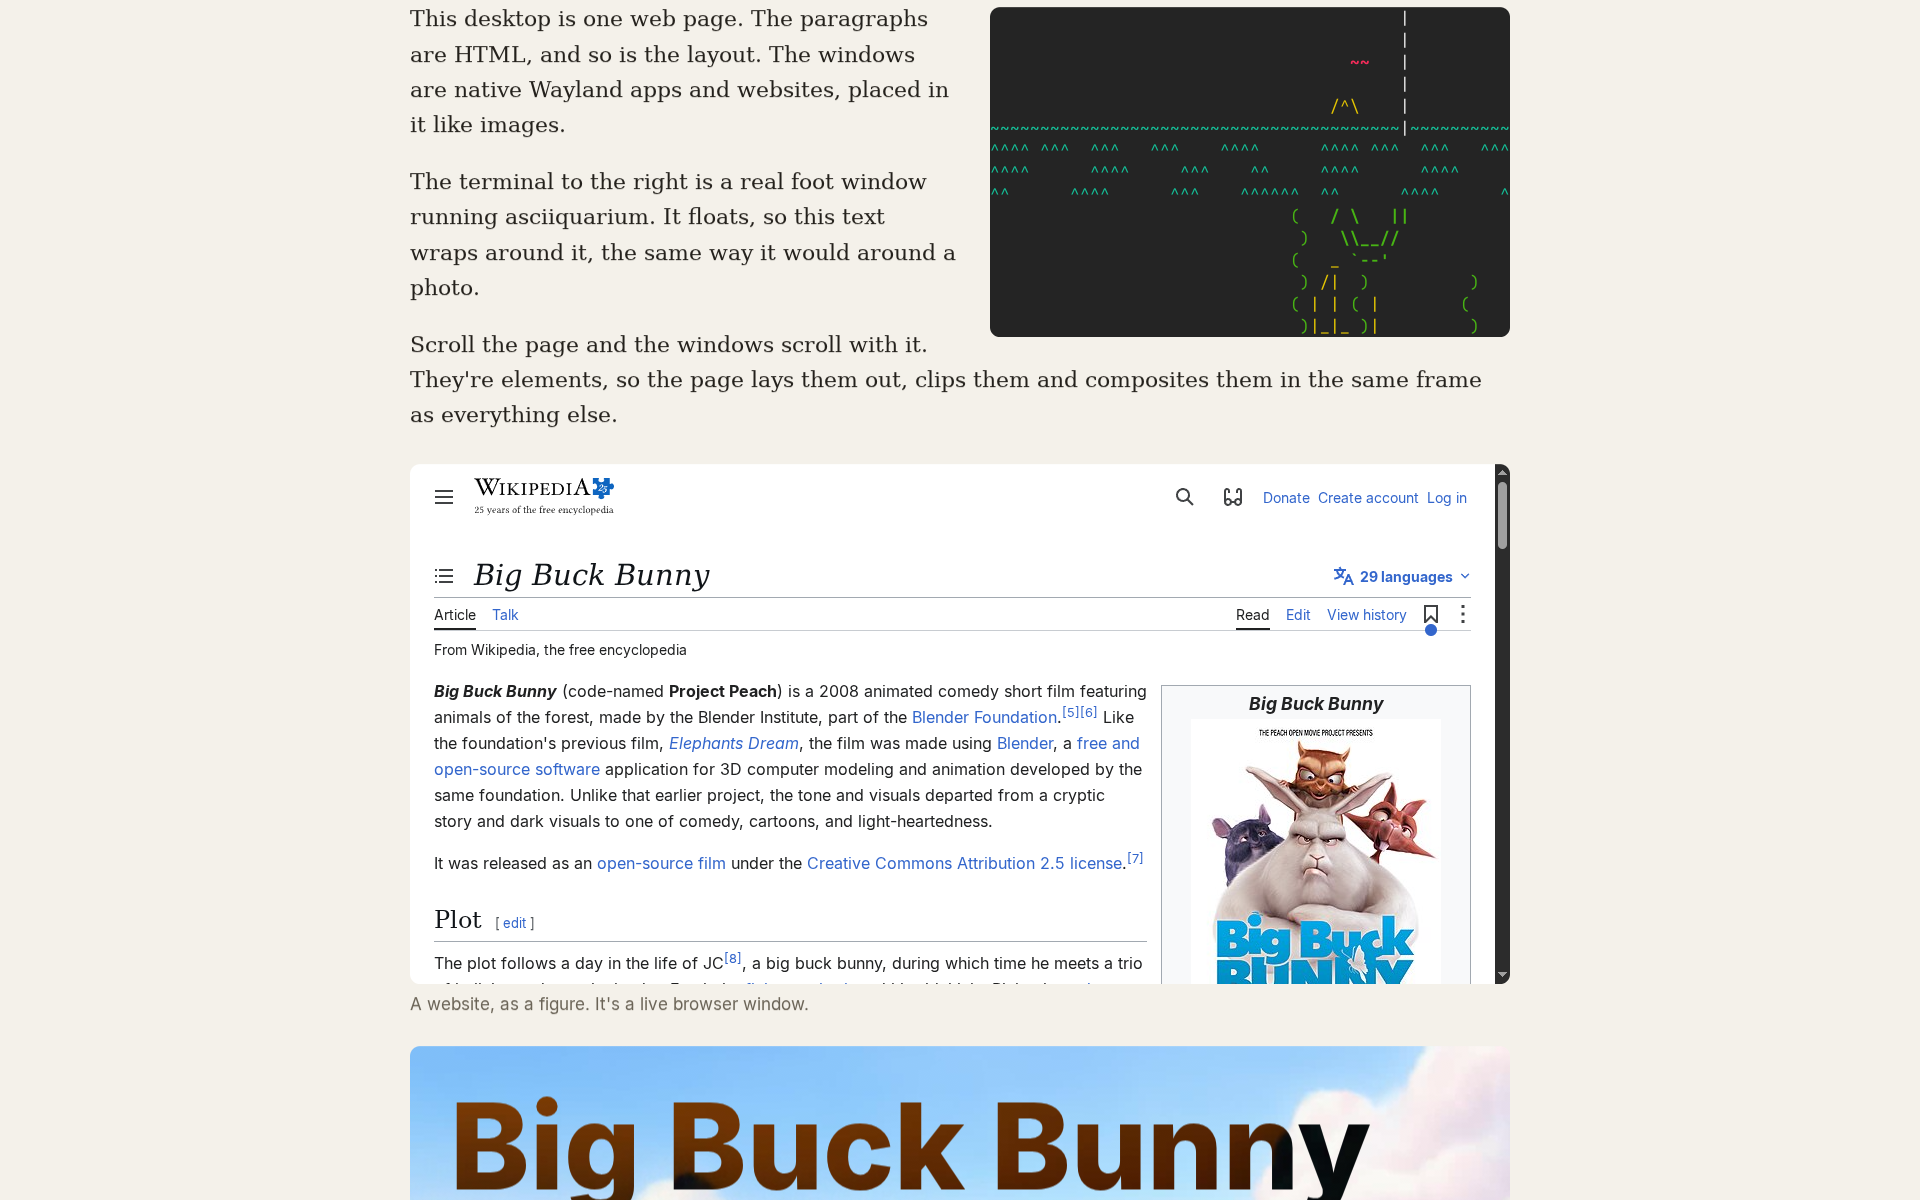 This desktop is one web page. The paragraphs
are HTML, and so is the layout. The windows
are native Wayland apps and websites, placed in
it like images.
The terminal to the right is a real foot window
running asciiquarium. It floats, so this text
wraps around it, the same way it would around a
photo.
Scroll the page and the windows scroll with it.
They're elements, so the page lays them out, clips them and composites them in the same frame
as everything else.
WIKIPEDIA 25
25 years of the free encyclopedia
Donate Create account Log in
Big Buck Bunny
29 languages
Article Talk
Read Edit View history
From Wikipedia, the free encyclopedia
Big Buck Bunny (code-named Project Peach) is a 2008 animated comedy short film featuring
animals of the forest, made by the Blender Institute, part of the Blender Foundation.[5][6] Like
the foundation's previous film, Elephants Dream, the film was made using Blender, a free and
open-source software application for 3D computer modeling and animation developed by the
same foundation. Unlike that earlier project, the tone and visuals departed from a cryptic
story and dark visuals to one of comedy, cartoons, and light-heartedness.
It was released as an open-source film under the Creative Commons Attribution 2.5 license.[7]
Plot [ edit ]
The plot follows a day in the life of JC[8], a big buck bunny, during which time he meets a trio
Big Buck Bunny
THE PEACH OPEN MOVIE PROJECT PRESENTS
Big Buck
BUNNY
A website, as a figure. It's a live browser window.
Big Buck Bunny